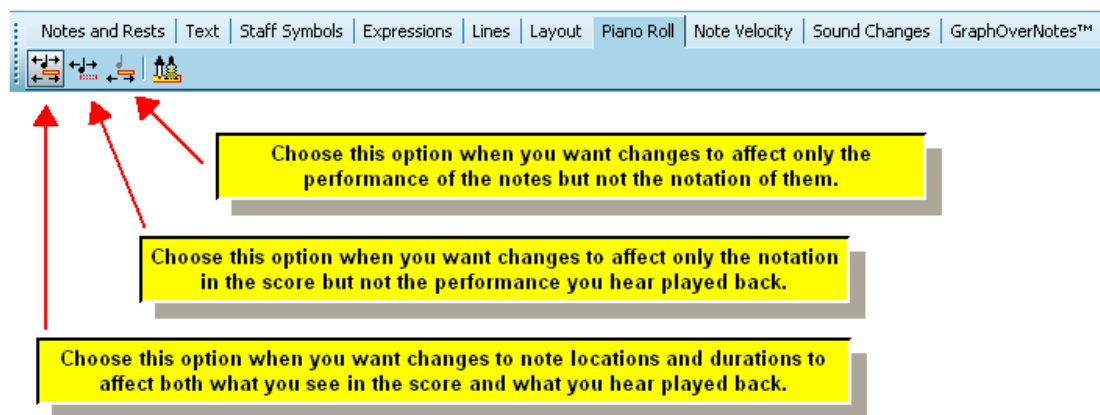 Notes and Rests Text Staff Symbols Expressions Lines Layout Piano Roll Note Velocity Sound Changes GraphOverNotes™
Choose this option when you want changes to affect only the
performance of the notes but not the notation of them.
Choose this option when you want changes to affect only the notation
in the score but not the performance you hear played back.
Choose this option when you want changes to note locations and durations to
affect both what you see in the score and what you hear played back.